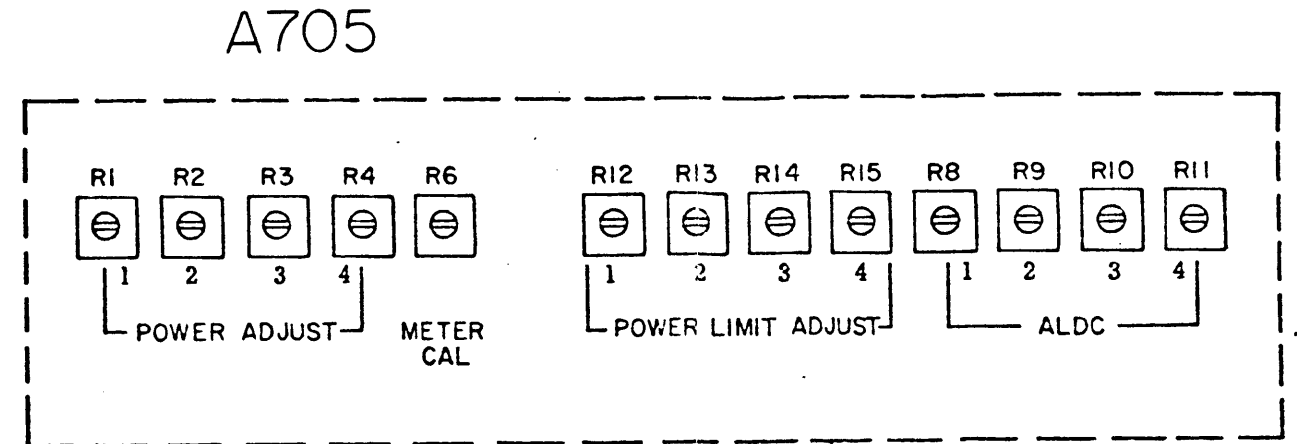 A705
R1 R2 R3 R4 R6 R12 R13 R14 R15 R8 R9 R10 R11
1 2 3 4 1 2 3 4 1 2 3 4
POWER ADJUST METER CAL POWER LIMIT ADJUST ALDC